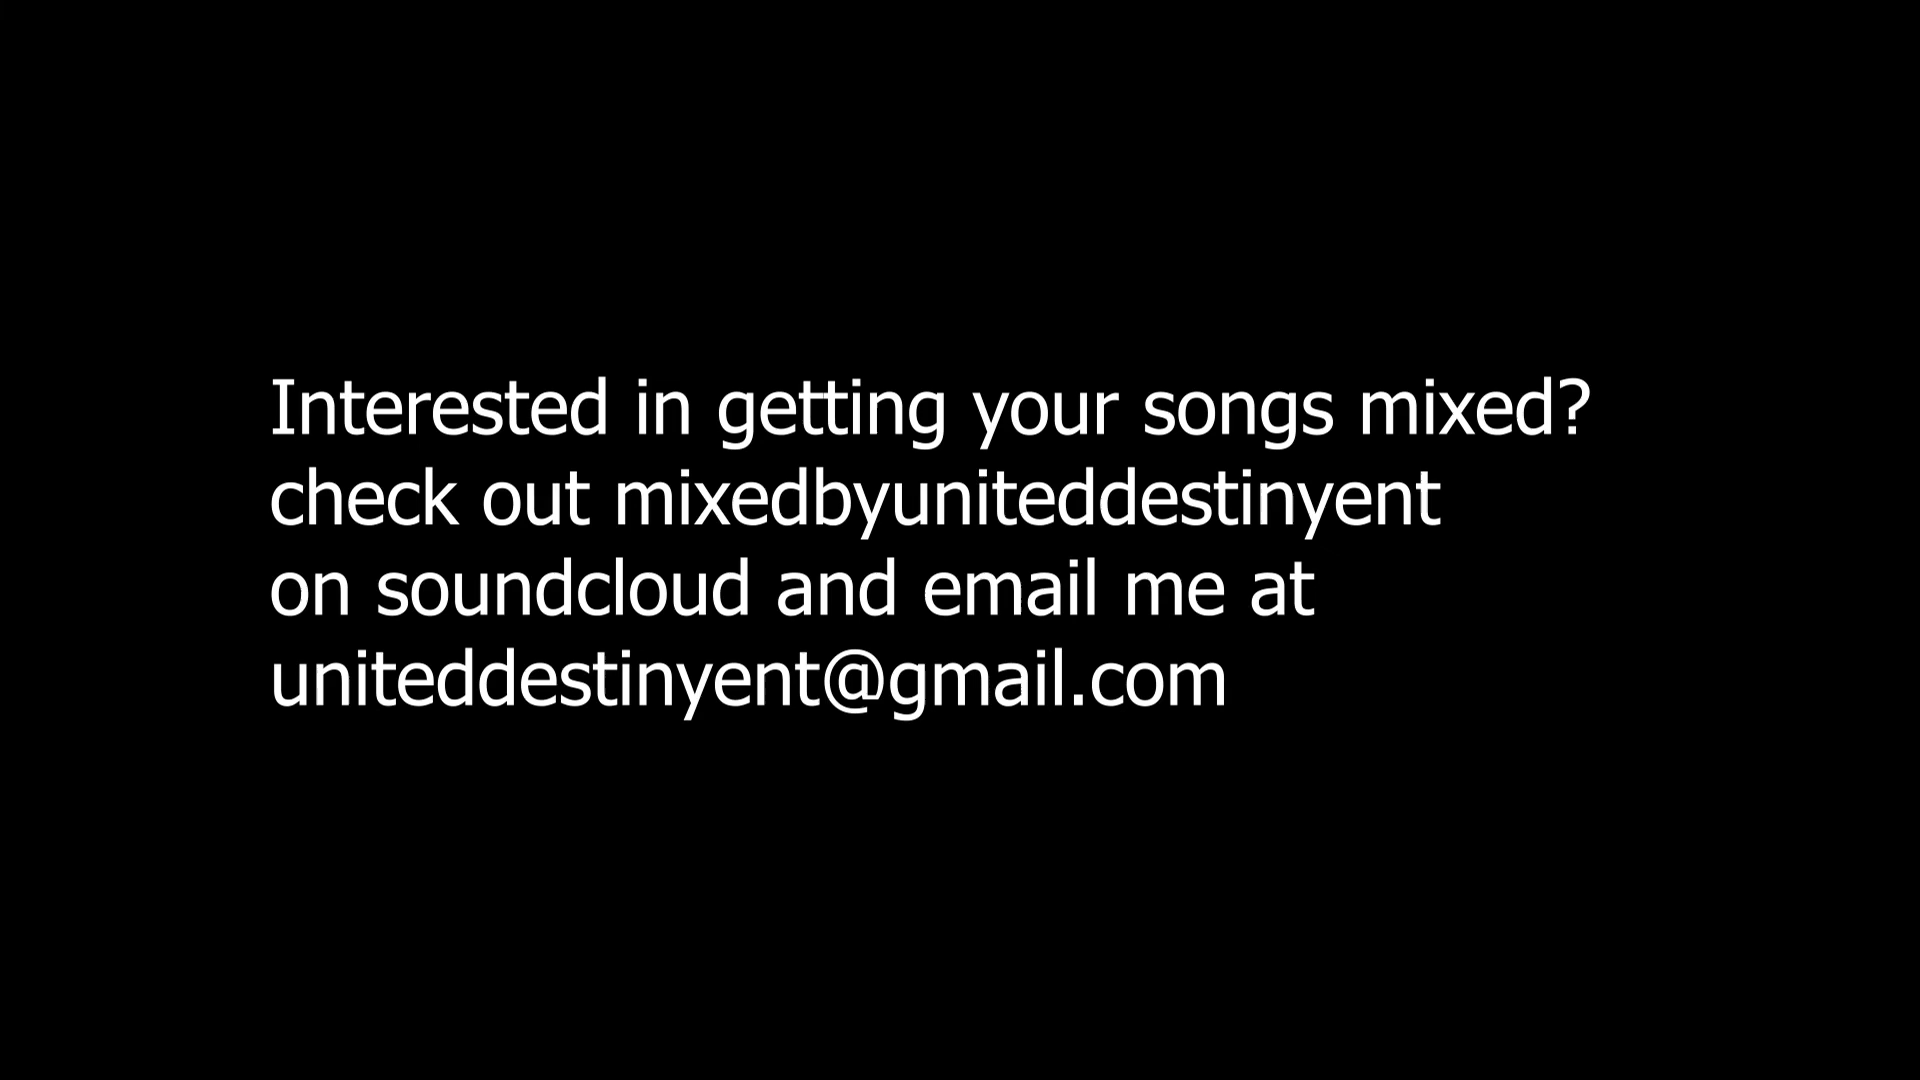 Interested in getting your songs mixed?
check out mixedbyuniteddestinyent
on soundcloud and email me at
uniteddestinyent@gmail.com